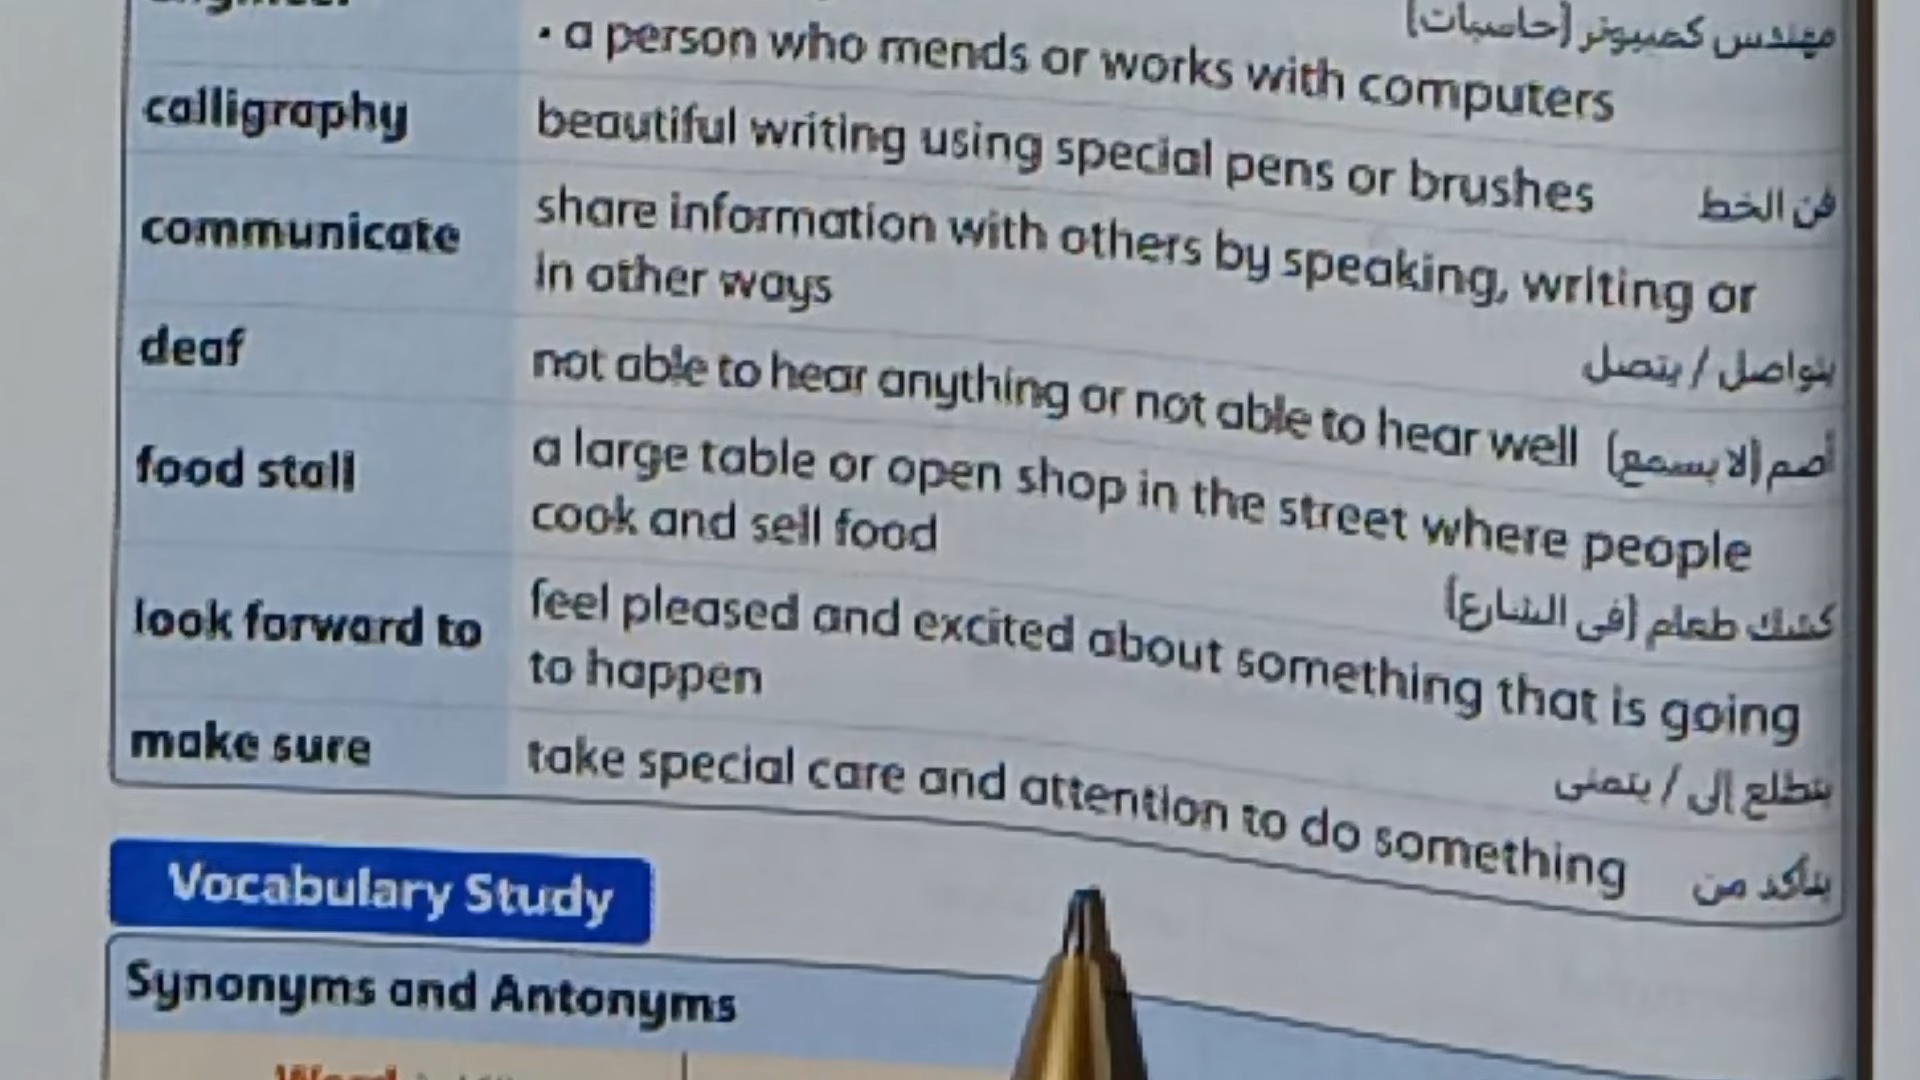 • a person who mends or works with computers
مهندس كمبيوتر (حاسبات)
calligraphy
beautiful writing using special pens or brushes
فن الخط
communicate
share information with others by speaking, writing or
in other ways
يتواصل / يتصل
deaf
not able to hear anything or not able to hear well
أصم (لا يسمع)
food stall
a large table or open shop in the street where people
cook and sell food
كشك طعام (فى الشارع)
look forward to
feel pleased and excited about something that is going
to happen
يتطلع إلى / يتمنى
make sure
take special care and attention to do something
يتأكد من
Vocabulary Study
Synonyms and Antonyms
Word